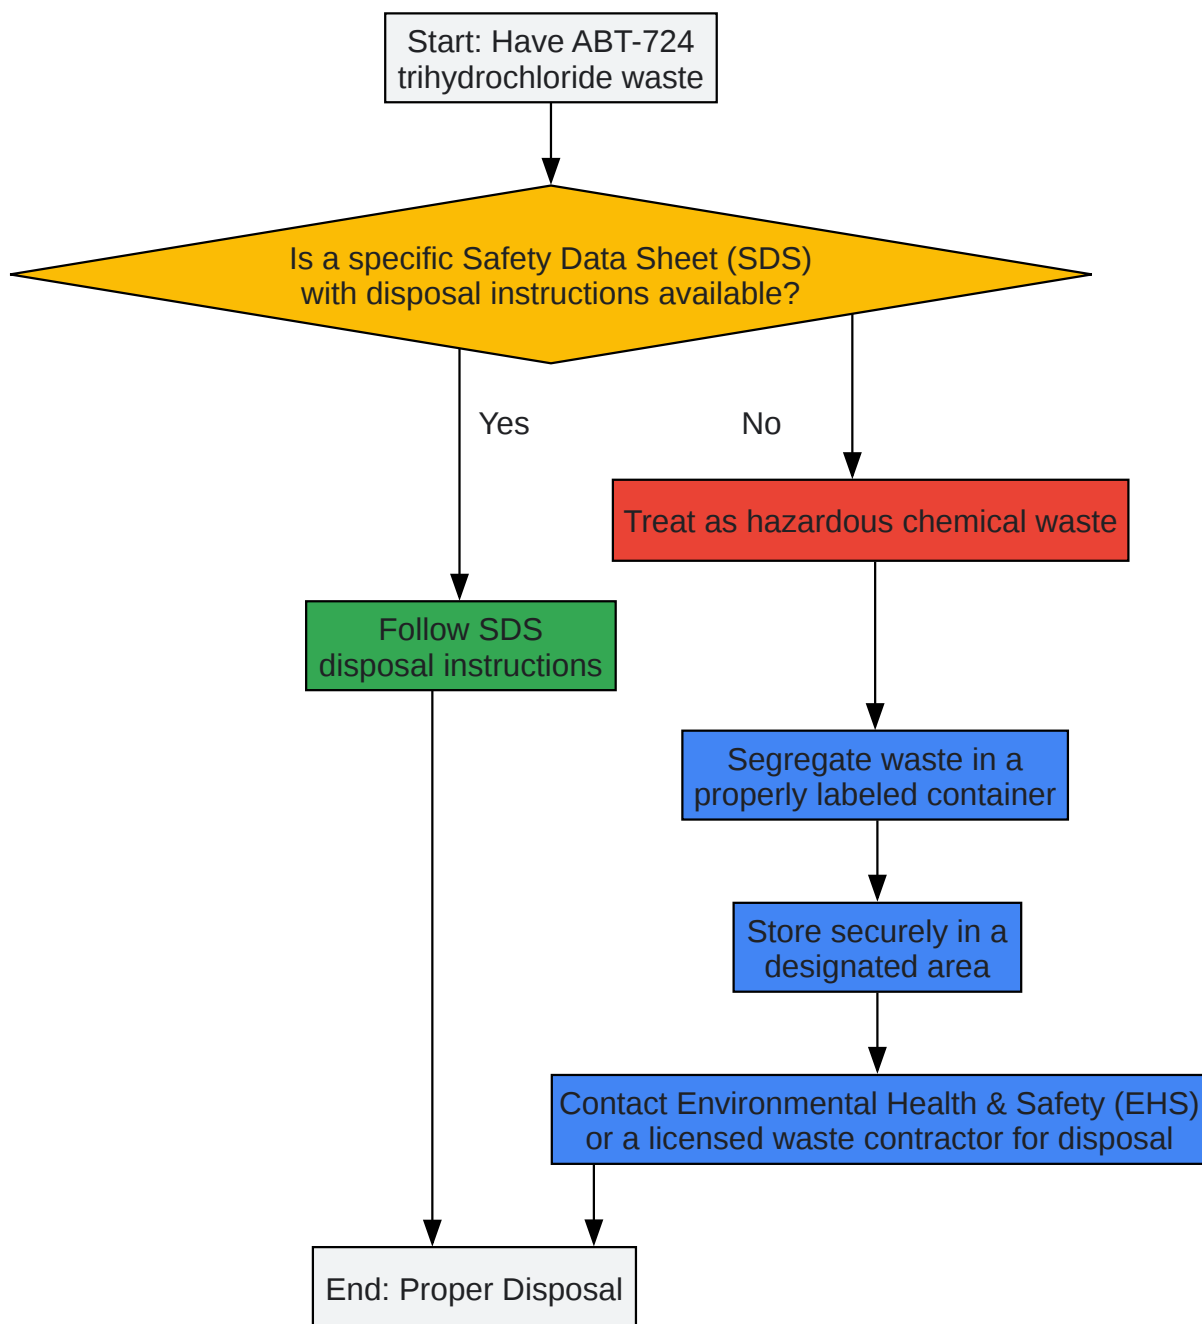 Start: Have ABT-724
trihydrochloride waste
Is a specific Safety Data Sheet (SDS)
with disposal instructions available?
Yes
No
Treat as hazardous chemical waste
Follow SDS
disposal instructions
Segregate waste in a
properly labeled container
Store securely in a
designated area
Contact Environmental Health & Safety (EHS)
or a licensed waste contractor for disposal
End: Proper Disposal